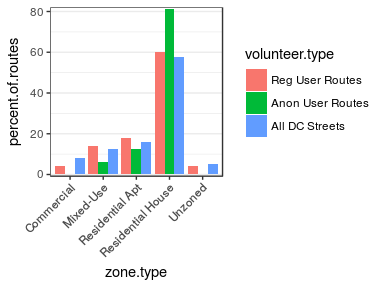 percent.of.routes
80
60
40
20
0
Commercial
Mixed-Use
Residential Apt
Residential House
Unzoned
zone.type
volunteer.type
Reg User Routes
Anon User Routes
All DC Streets